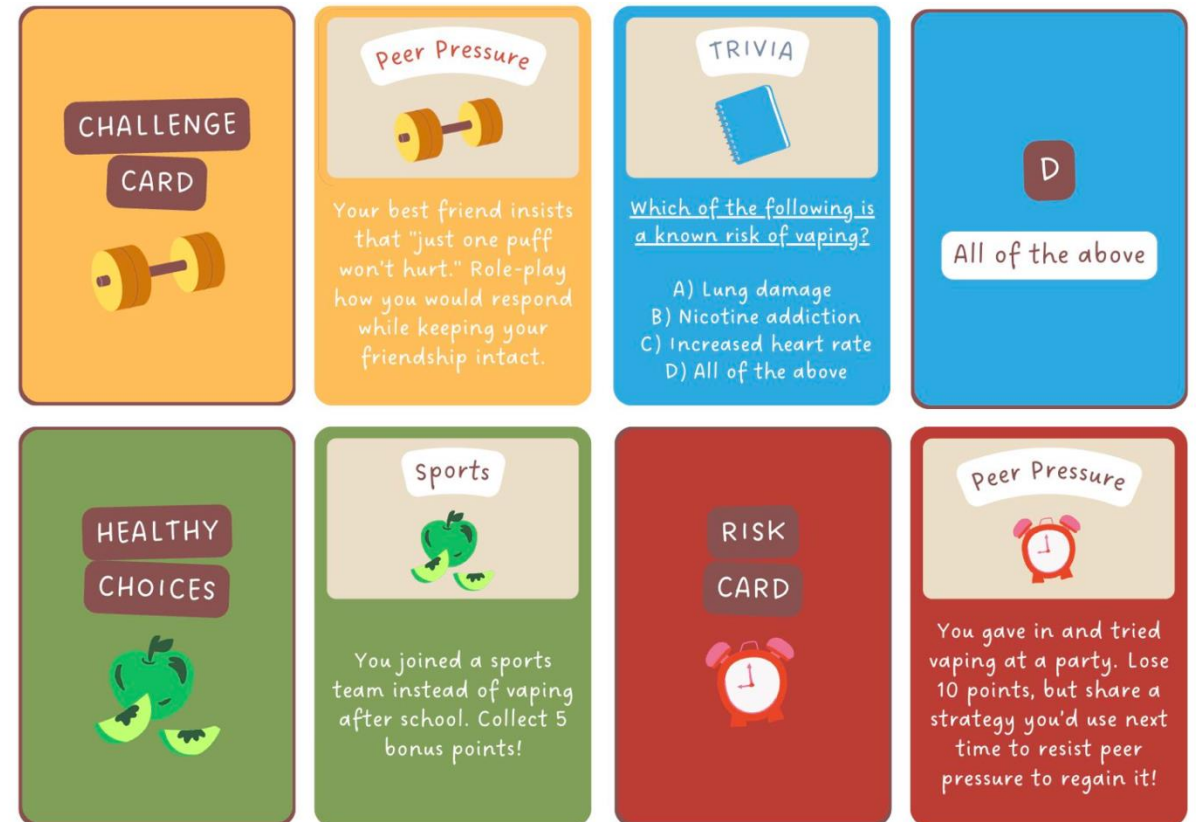 CHALLENGE
CARD
Peer Pressure
Your best friend insists
that "just one puff
won't hurt." Role-play
how you would respond
while keeping your
friendship intact.
TRIVIA
Which of the following is
a known risk of vaping?
A) Lung damage
B) Nicotine addiction
C) Increased heart rate
D) All of the above
D
All of the above
HEALTHY
CHOICES
Sports
You joined a sports
team instead of vaping
after school. Collect 5
bonus points!
RISK
CARD
Peer Pressure
You gave in and tried
vaping at a party. Lose
10 points, but share a
strategy you'd use next
time to resist peer
pressure to regain it!